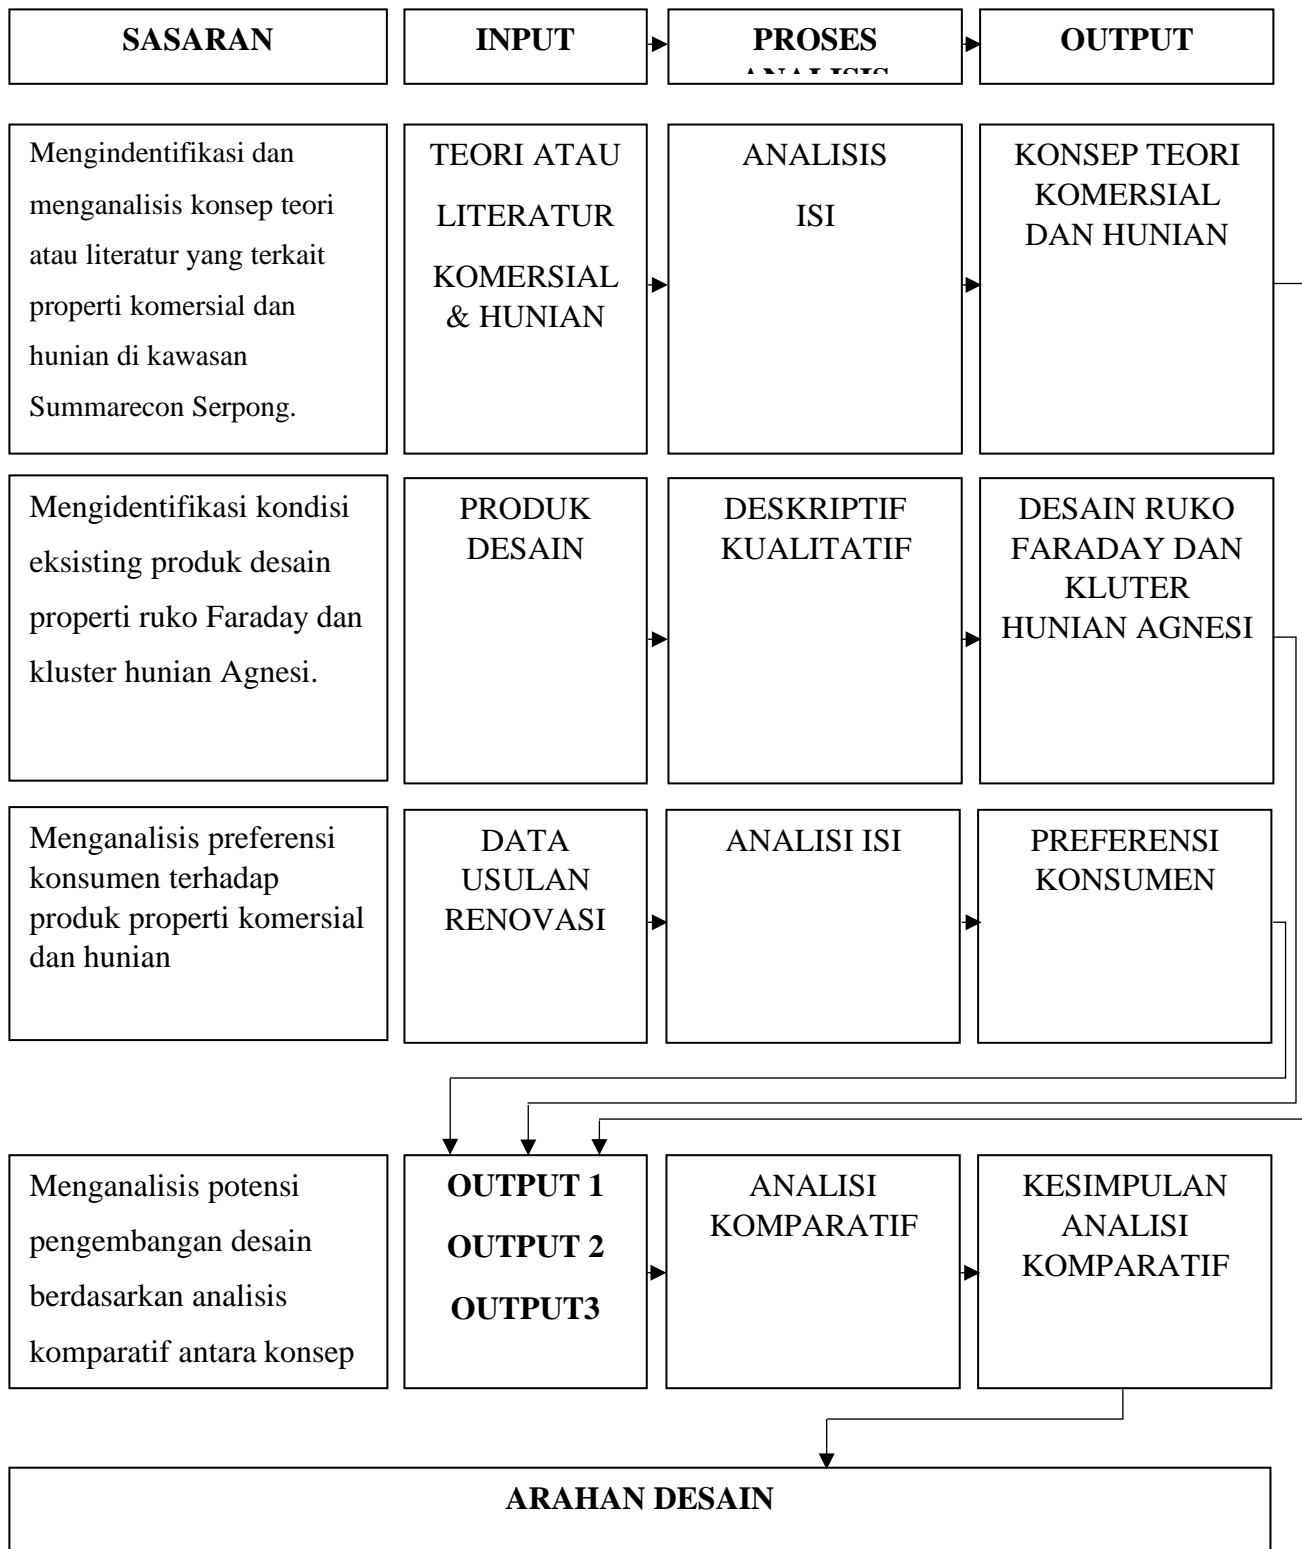 SASARAN
INPUT
PROSES
ANALISIS
OUTPUT
Mengindentifikasi dan
menganalisis konsep teori
atau literatur yang terkait
properti komersial dan
hunian di kawasan
Summarecon Serpong.
TEORI ATAU
LITERATUR
KOMERSIAL
& HUNIAN
ANALISIS
ISI
KONSEP TEORI
KOMERSIAL
DAN HUNIAN
Mengidentifikasi kondisi
eksisting produk desain
properti ruko Faraday dan
kluster hunian Agnesi.
PRODUK
DESAIN
DESKRIPTIF
KUALITATIF
DESAIN RUKO
FARADAY DAN
KLUTER
HUNIAN AGNESI
Menganalisis preferensi
konsumen terhadap
produk properti komersial
dan hunian
DATA
USULAN
RENOVASI
ANALISI ISI
PREFERENSI
KONSUMEN
Menganalisis potensi
pengembangan desain
berdasarkan analisis
komparatif antara konsep
OUTPUT 1
OUTPUT 2
OUTPUT3
ANALISI
KOMPARATIF
KESIMPULAN
ANALISI
KOMPARATIF
ARAHAN DESAIN